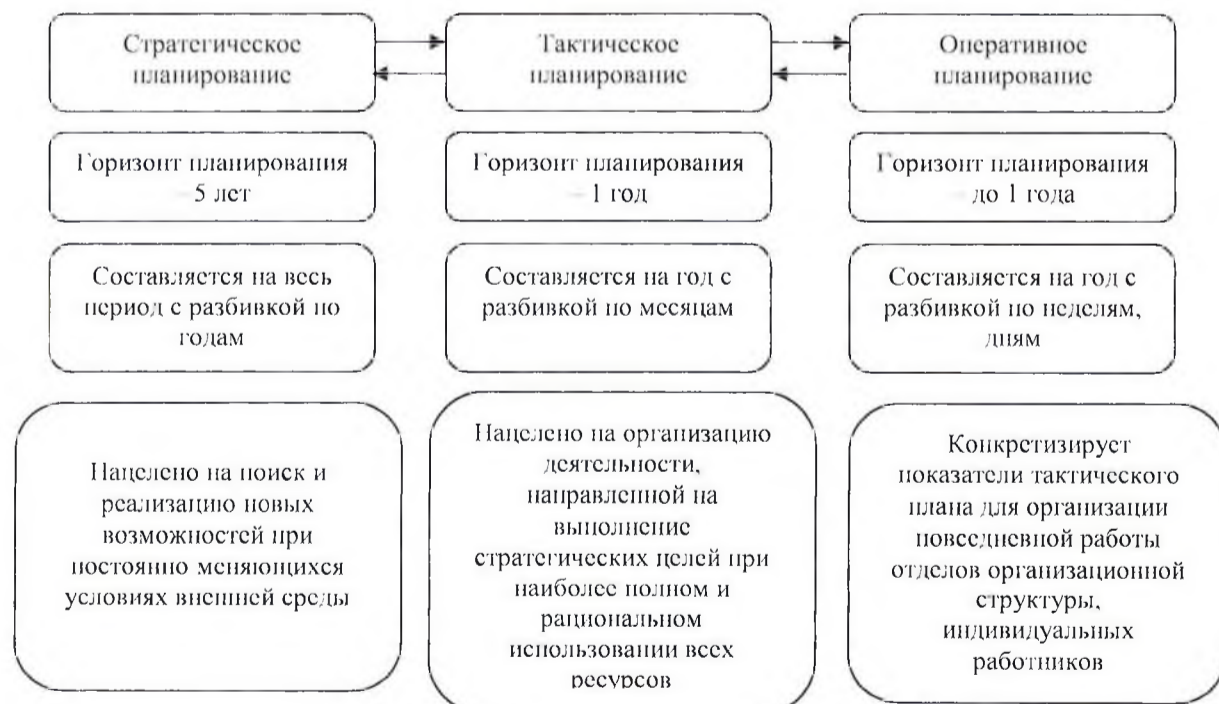 Стратегическое
планирование
Тактическое
планирование
Оперативное
планирование
Горизонт планирования
– 5 лет
Горизонт планирования
– 1 год
Горизонт планирования
– до 1 года
Составляется на весь
период с разбивкой по
годам
Составляется на год с
разбивкой по месяцам
Составляется на год с
разбивкой по неделям,
дням
Нацелено на поиск и
реализацию новых
возможностей при
постоянно меняющихся
условиях внешней среды
Нацелено на организацию
деятельности,
направленной на
выполнение
стратегических целей при
наиболее полном и
рациональном
использовании всех
ресурсов
Конкретизирует
показатели тактического
плана для организации
повседневной работы
отделов организационной
структуры,
индивидуальных
работников